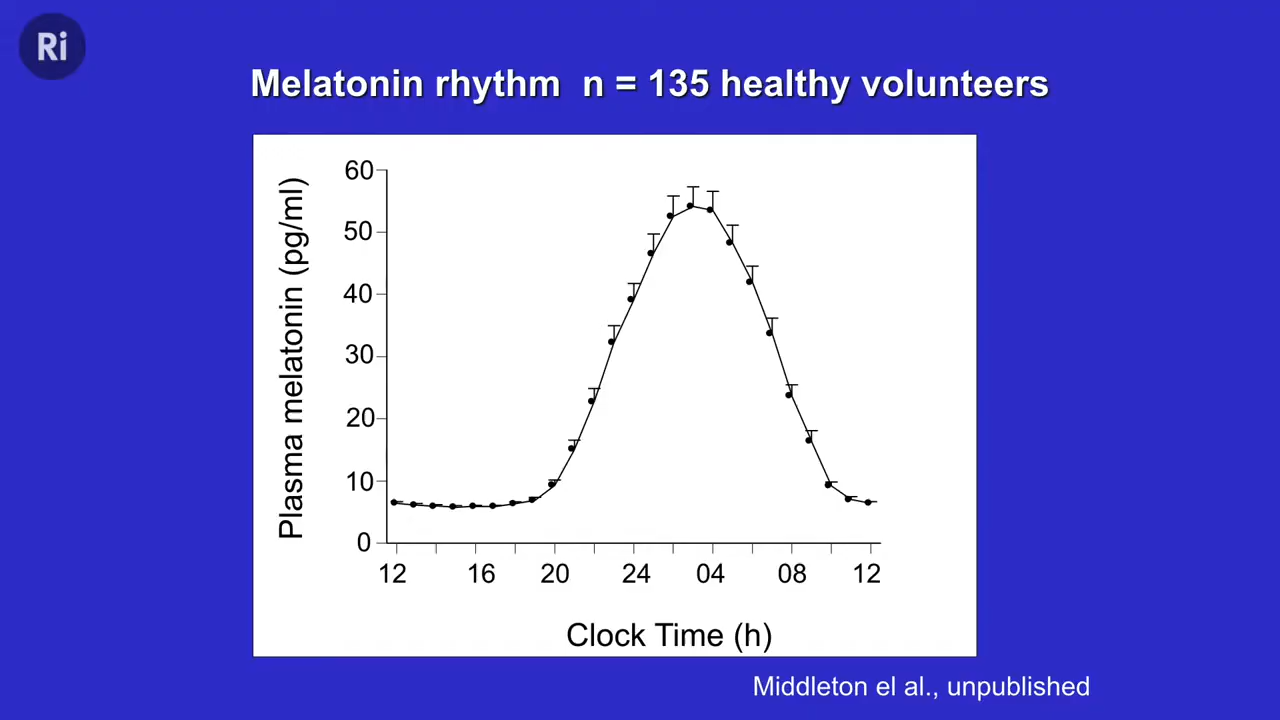 Ri
Melatonin rhythm n = 135 healthy volunteers
Plasma melatonin (pg/ml)
60
50
40
30
20
10
0
12 16 20 24 04 08 12
Clock Time (h)
Middleton el al., unpublished